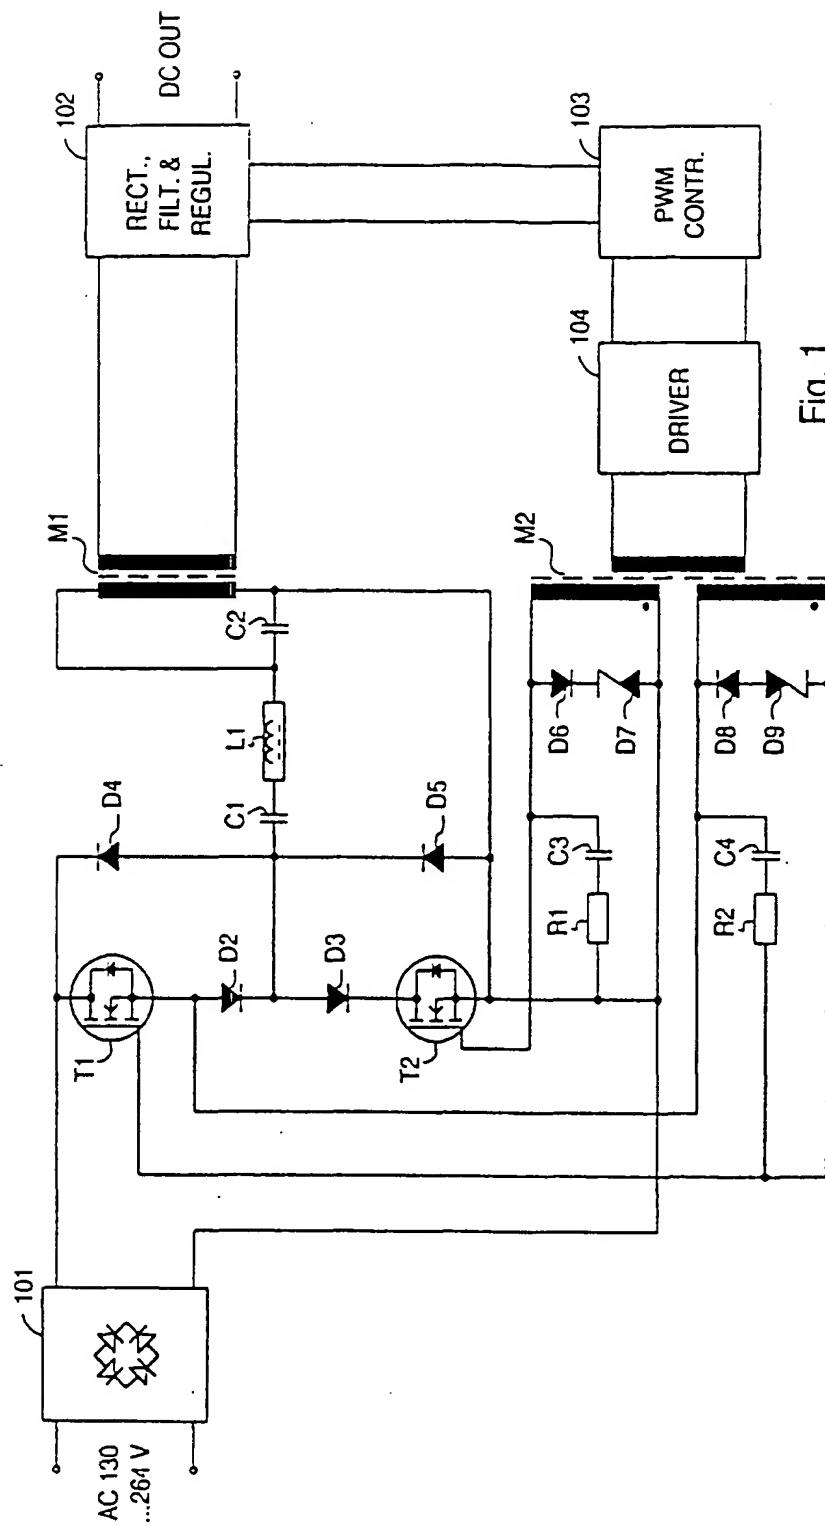 AC 130
...264 V
101
T1
D2
D3
T2
D4
D5
C1
L1
C2
M1
102
RECT.,
FILT. &
REGUL.
DC OUT
R1
C3
D6
D7
R2
C4
D8
D9
M2
104
DRIVER
103
PWM
CONTR.
Fig. 1